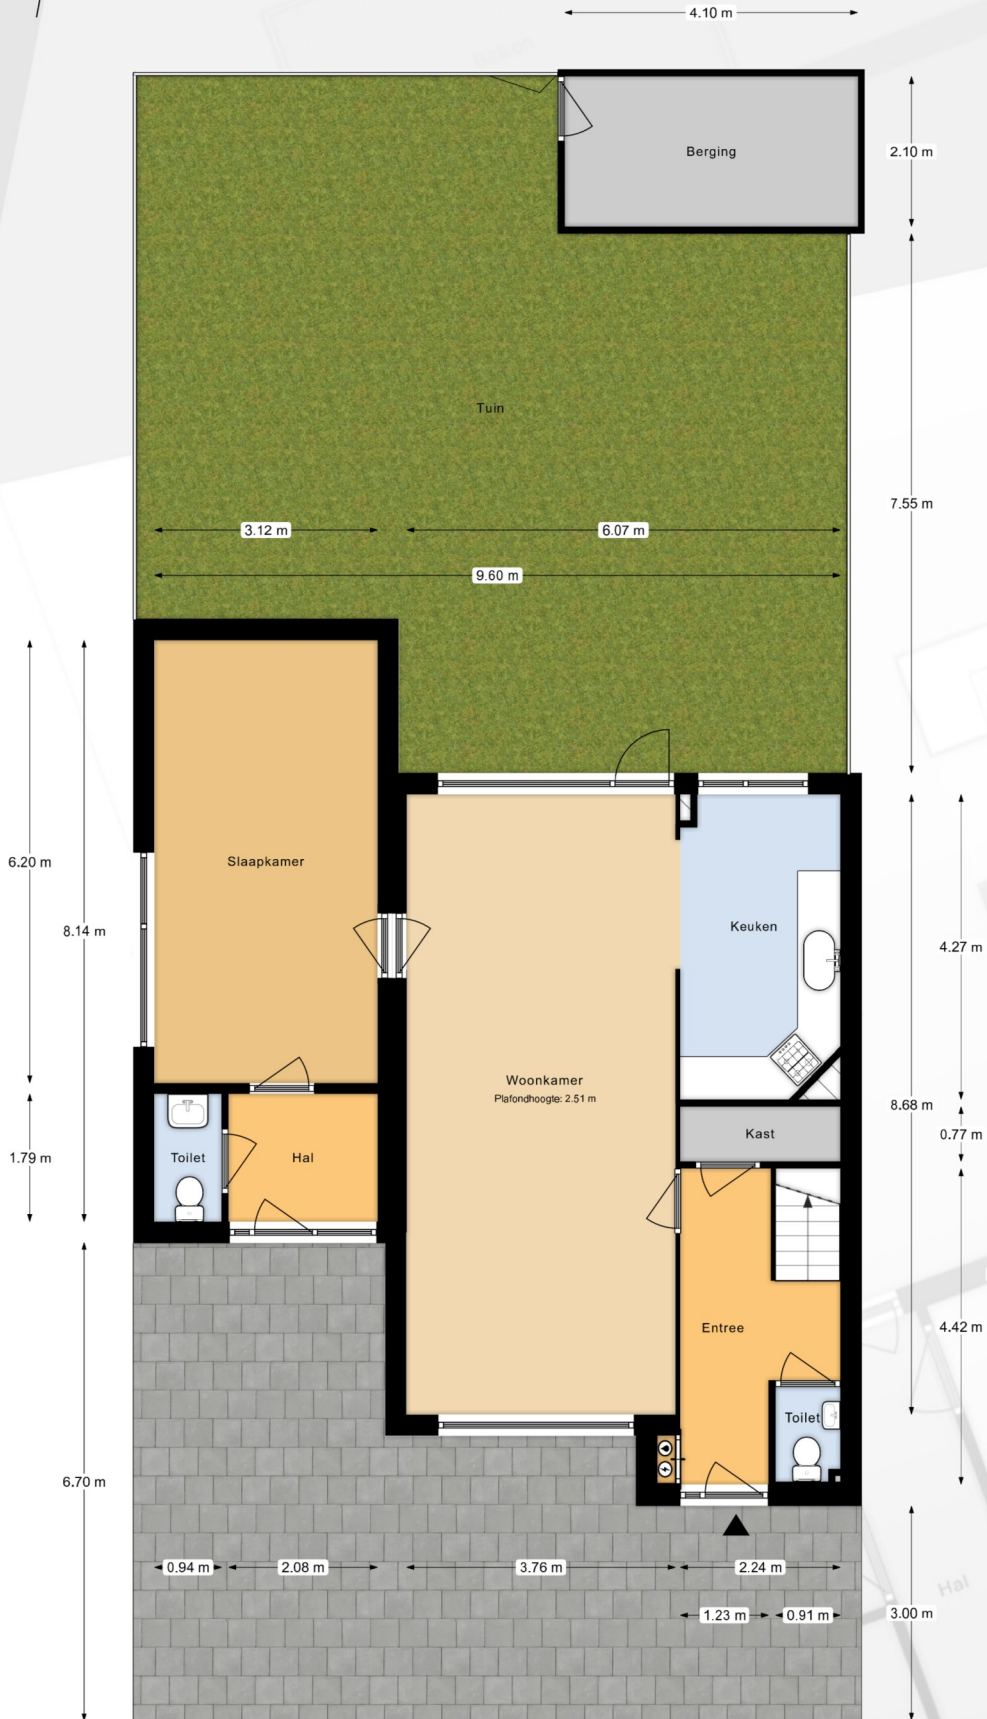 4.10 m
Berging
2.10 m
Tuin
7.55 m
3.12 m
6.07 m
9.60 m
Slaapkamer
6.20 m
8.14 m
Keuken
4.27 m
Woonkamer
Plafondhoogte: 2.51 m
8.68 m
Kast
0.77 m
Toilet
Hal
1.79 m
Entree
4.42 m
Toilet
6.70 m
0.94 m
2.08 m
3.76 m
2.24 m
1.23 m
0.91 m
3.00 m
Hal